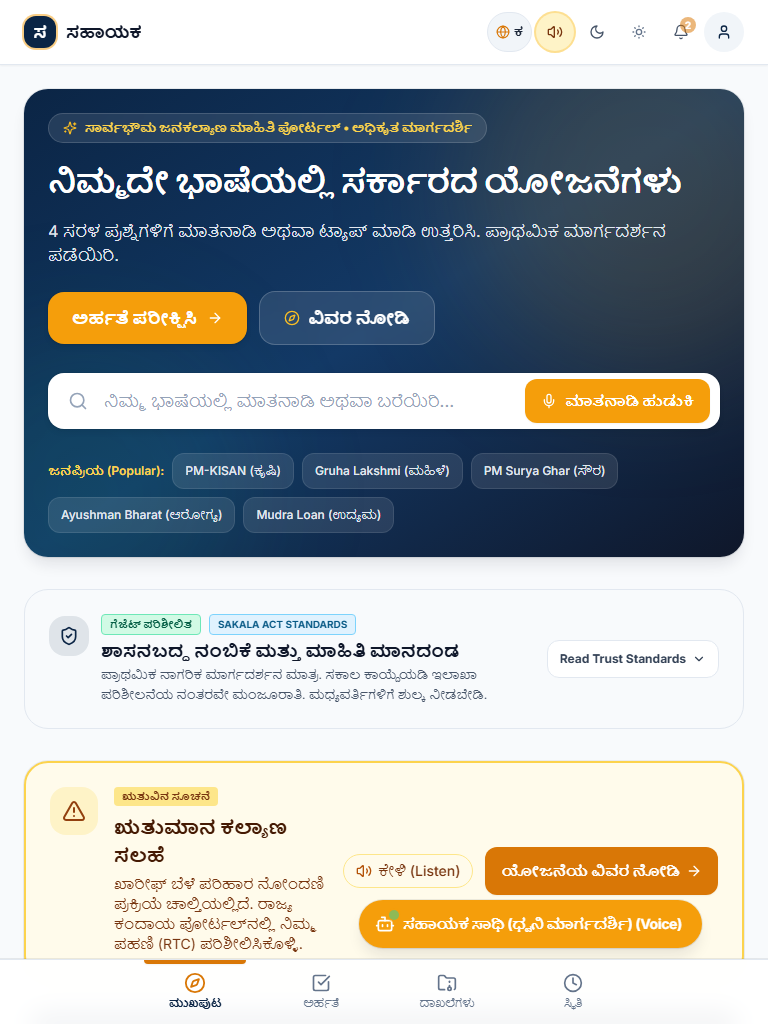 ಸ ಸಹಾಯಕ
ಕ
2
ಸಾರ್ವಭೌಮ ಜನಕಲ್ಯಾಣ ಮಾಹಿತಿ ಪೋರ್ಟಲ್ • ಅಧಿಕೃತ ಮಾರ್ಗದರ್ಶಿ
ನಿಮ್ಮದೇ ಭಾಷೆಯಲ್ಲಿ ಸರ್ಕಾರದ ಯೋಜನೆಗಳು
4 ಸರಳ ಪ್ರಶ್ನೆಗಳಿಗೆ ಮಾತನಾಡಿ ಅಥವಾ ಟ್ಯಾಪ್ ಮಾಡಿ ಉತ್ತರಿಸಿ. ಪ್ರಾಥಮಿಕ ಮಾರ್ಗದರ್ಶನ
ಪಡೆಯಿರಿ.
ಅರ್ಹತೆ ಪರೀಕ್ಷಿಸಿ
ವಿವರ ನೋಡಿ
ನಿಮ್ಮ ಭಾಷೆಯಲ್ಲಿ ಮಾತನಾಡಿ ಅಥವಾ ಬರೆಯಿರಿ...
ಮಾತನಾಡಿ ಹುಡುಕಿ
ಜನಪ್ರಿಯ (Popular):
PM-KISAN (ಕೃಷಿ)
Gruha Lakshmi (ಮಹಿಳೆ)
PM Surya Ghar (ಸೌರ)
Ayushman Bharat (ಆರೋಗ್ಯ)
Mudra Loan (ಉದ್ಯಮ)
ಗೆಜೆಟ್ ಪರಿಶೀಲಿತ
SAKALA ACT STANDARDS
ಶಾಸನಬದ್ಧ ನಂಬಿಕೆ ಮತ್ತು ಮಾಹಿತಿ ಮಾನದಂಡ
ಪ್ರಾಥಮಿಕ ನಾಗರಿಕ ಮಾರ್ಗದರ್ಶನ ಮಾತ್ರ. ಸಕಾಲ ಕಾಯ್ದೆಯಡಿ ಇಲಾಖಾ
ಪರಿಶೀಲನೆಯ ನಂತರವೇ ಮಂಜೂರಾತಿ. ಮಧ್ಯವರ್ತಿಗಳಿಗೆ ಶುಲ್ಕ ನೀಡಬೇಡಿ.
Read Trust Standards
ಋತುವಿನ ಸೂಚನೆ
ಋತುಮಾನ ಕಲ್ಯಾಣ
ಸಲಹೆ
ಖಾರೀಫ್ ಬೆಳೆ ಪರಿಹಾರ ನೋಂದಣಿ
ಪ್ರಕ್ರಿಯೆ ಚಾಲ್ತಿಯಲ್ಲಿದೆ. ರಾಜ್ಯ
ಕಂದಾಯ ಪೋರ್ಟಲ್‌ನಲ್ಲಿ ನಿಮ್ಮ
ಪಹಣಿ (RTC) ಪರಿಶೀಲಿಸಿಕೊಳ್ಳಿ.
ಕೇಳಿ (Listen)
ಯೋಜನೆಯ ವಿವರ ನೋಡಿ
ಸಹಾಯಕ ಸಾಥಿ (ಧ್ವನಿ ಮಾರ್ಗದರ್ಶಿ) (Voice)
ಮುಖಪುಟ
ಅರ್ಹತೆ
ದಾಖಲೆಗಳು
ಸ್ಥಿತಿ